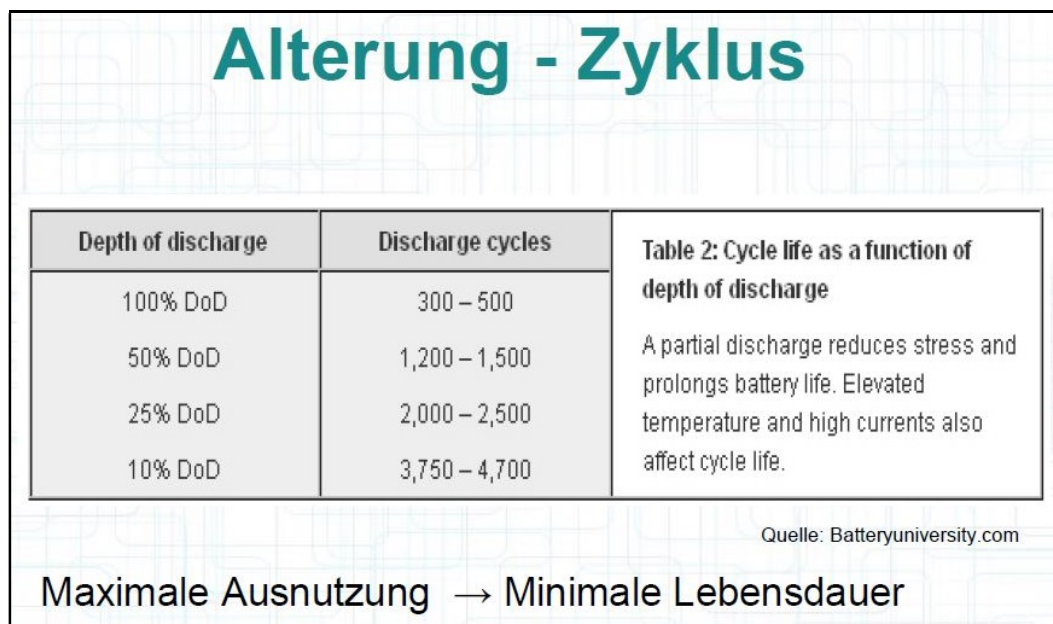 Alterung - Zyklus
Depth of discharge
Discharge cycles
100% DoD
300 – 500
50% DoD
1,200 – 1,500
25% DoD
2,000 – 2,500
10% DoD
3,750 – 4,700
Table 2: Cycle life as a function of
depth of discharge
A partial discharge reduces stress and
prolongs battery life. Elevated
temperature and high currents also
affect cycle life.
Quelle: Batteryuniversity.com
Maximale Ausnutzung → Minimale Lebensdauer